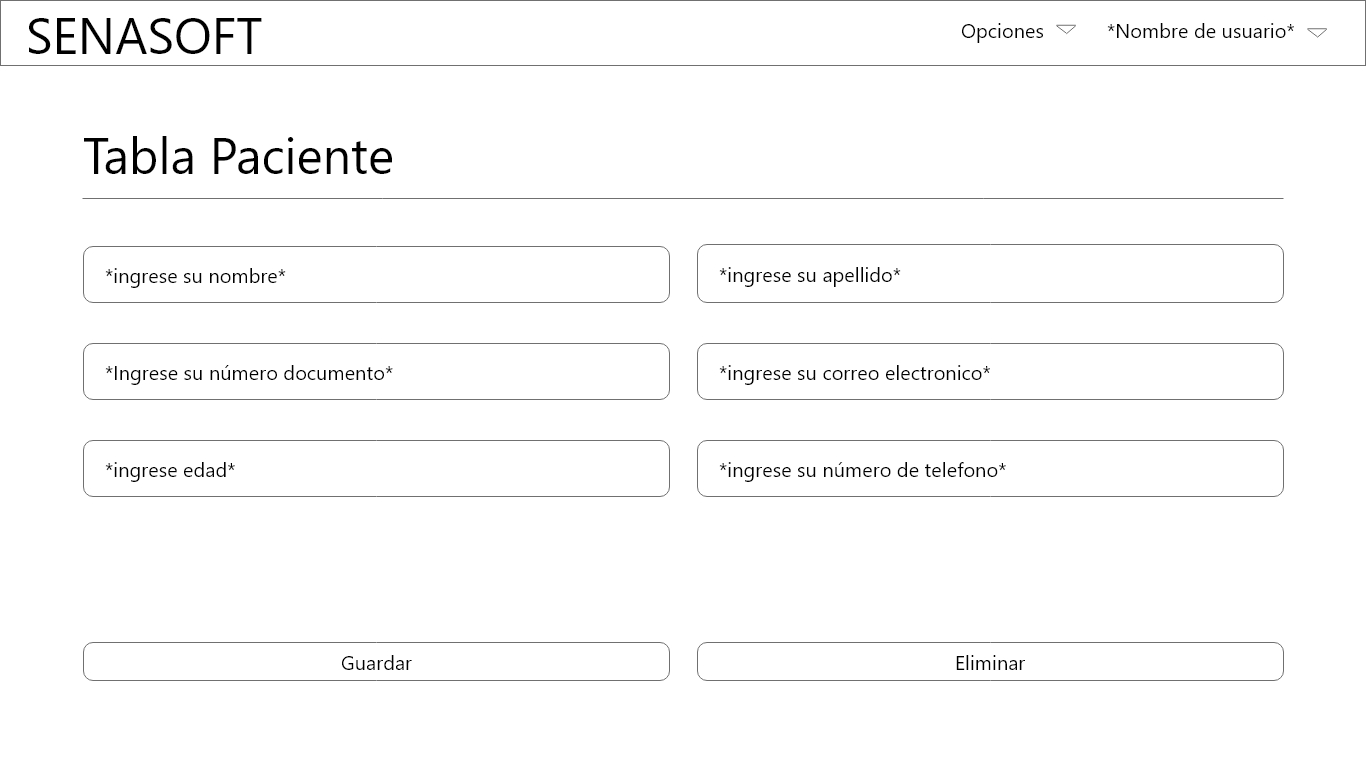 SENASOFT
Opciones
*Nombre de usuario*
Tabla Paciente
*ingrese su nombre*
*ingrese su apellido*
*Ingrese su número documento*
*ingrese su correo electronico*
*ingrese edad*
*ingrese su número de telefono*
Guardar
Eliminar